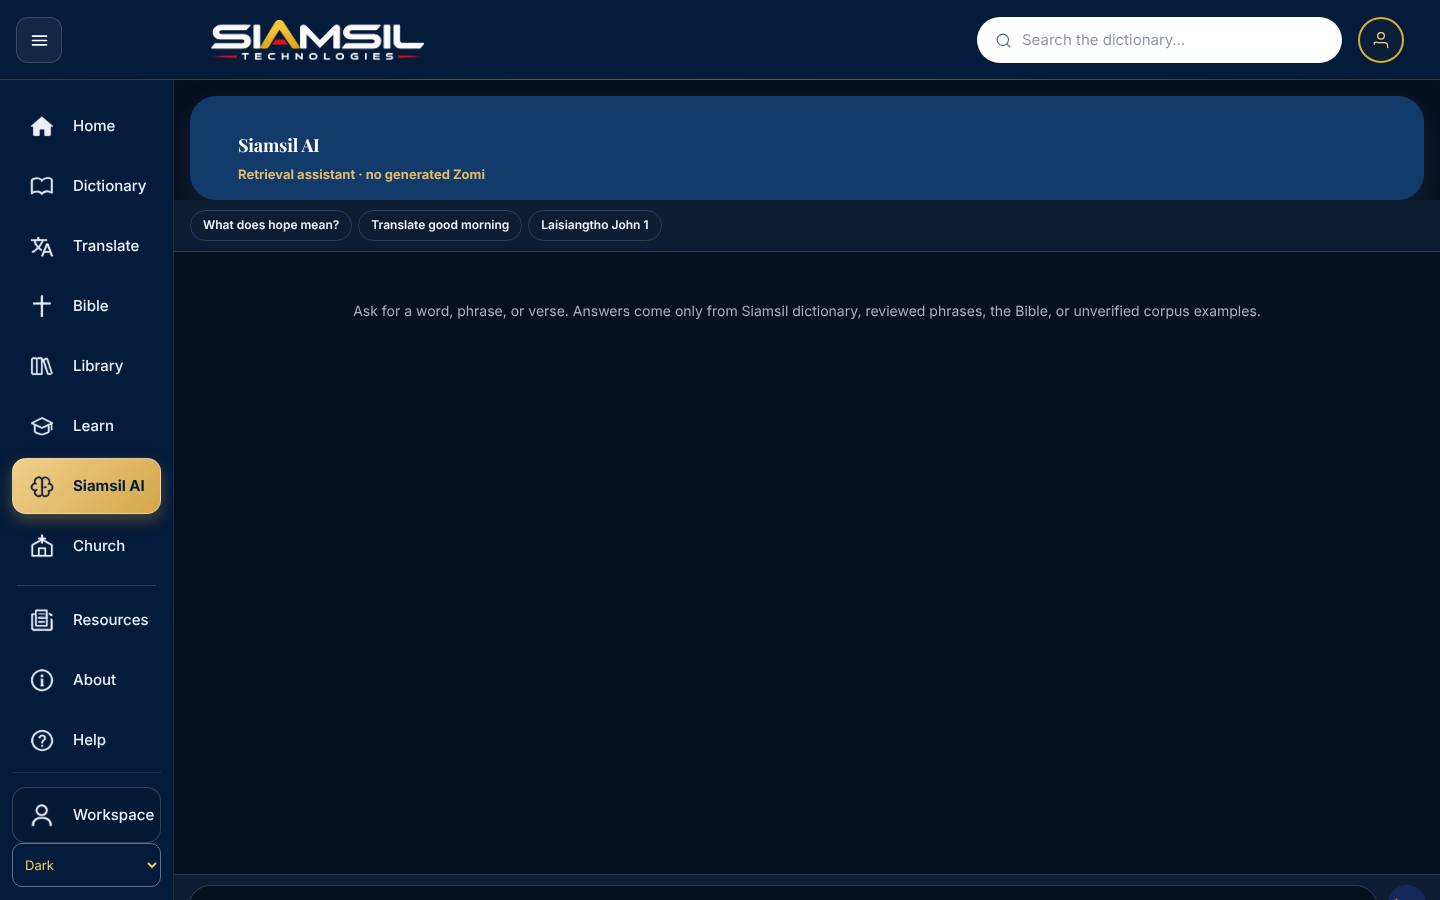 SIAMSIL
TECHNOLOGIES
Search the dictionary...
Home
Dictionary
Translate
Bible
Library
Learn
Siamsil AI
Church
Resources
About
Help
Workspace
Dark
Siamsil AI
Retrieval assistant · no generated Zomi
What does hope mean?
Translate good morning
Laisiangtho John 1
Ask for a word, phrase, or verse. Answers come only from Siamsil dictionary, reviewed phrases, the Bible, or unverified corpus examples.